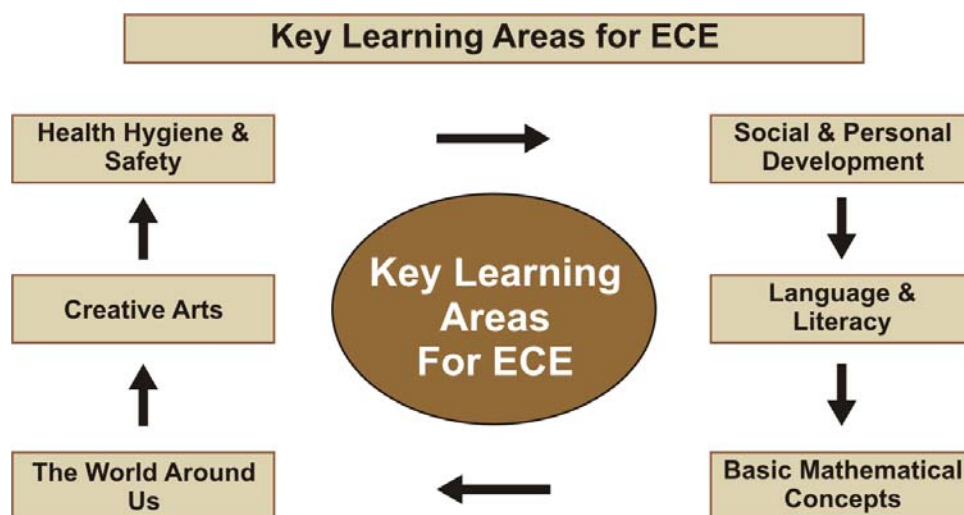 Key Learning Areas for ECE
Health Hygiene &
Safety
Social & Personal
Development
Key Learning
Areas
For ECE
Creative Arts
Language &
Literacy
The World Around
Us
Basic Mathematical
Concepts